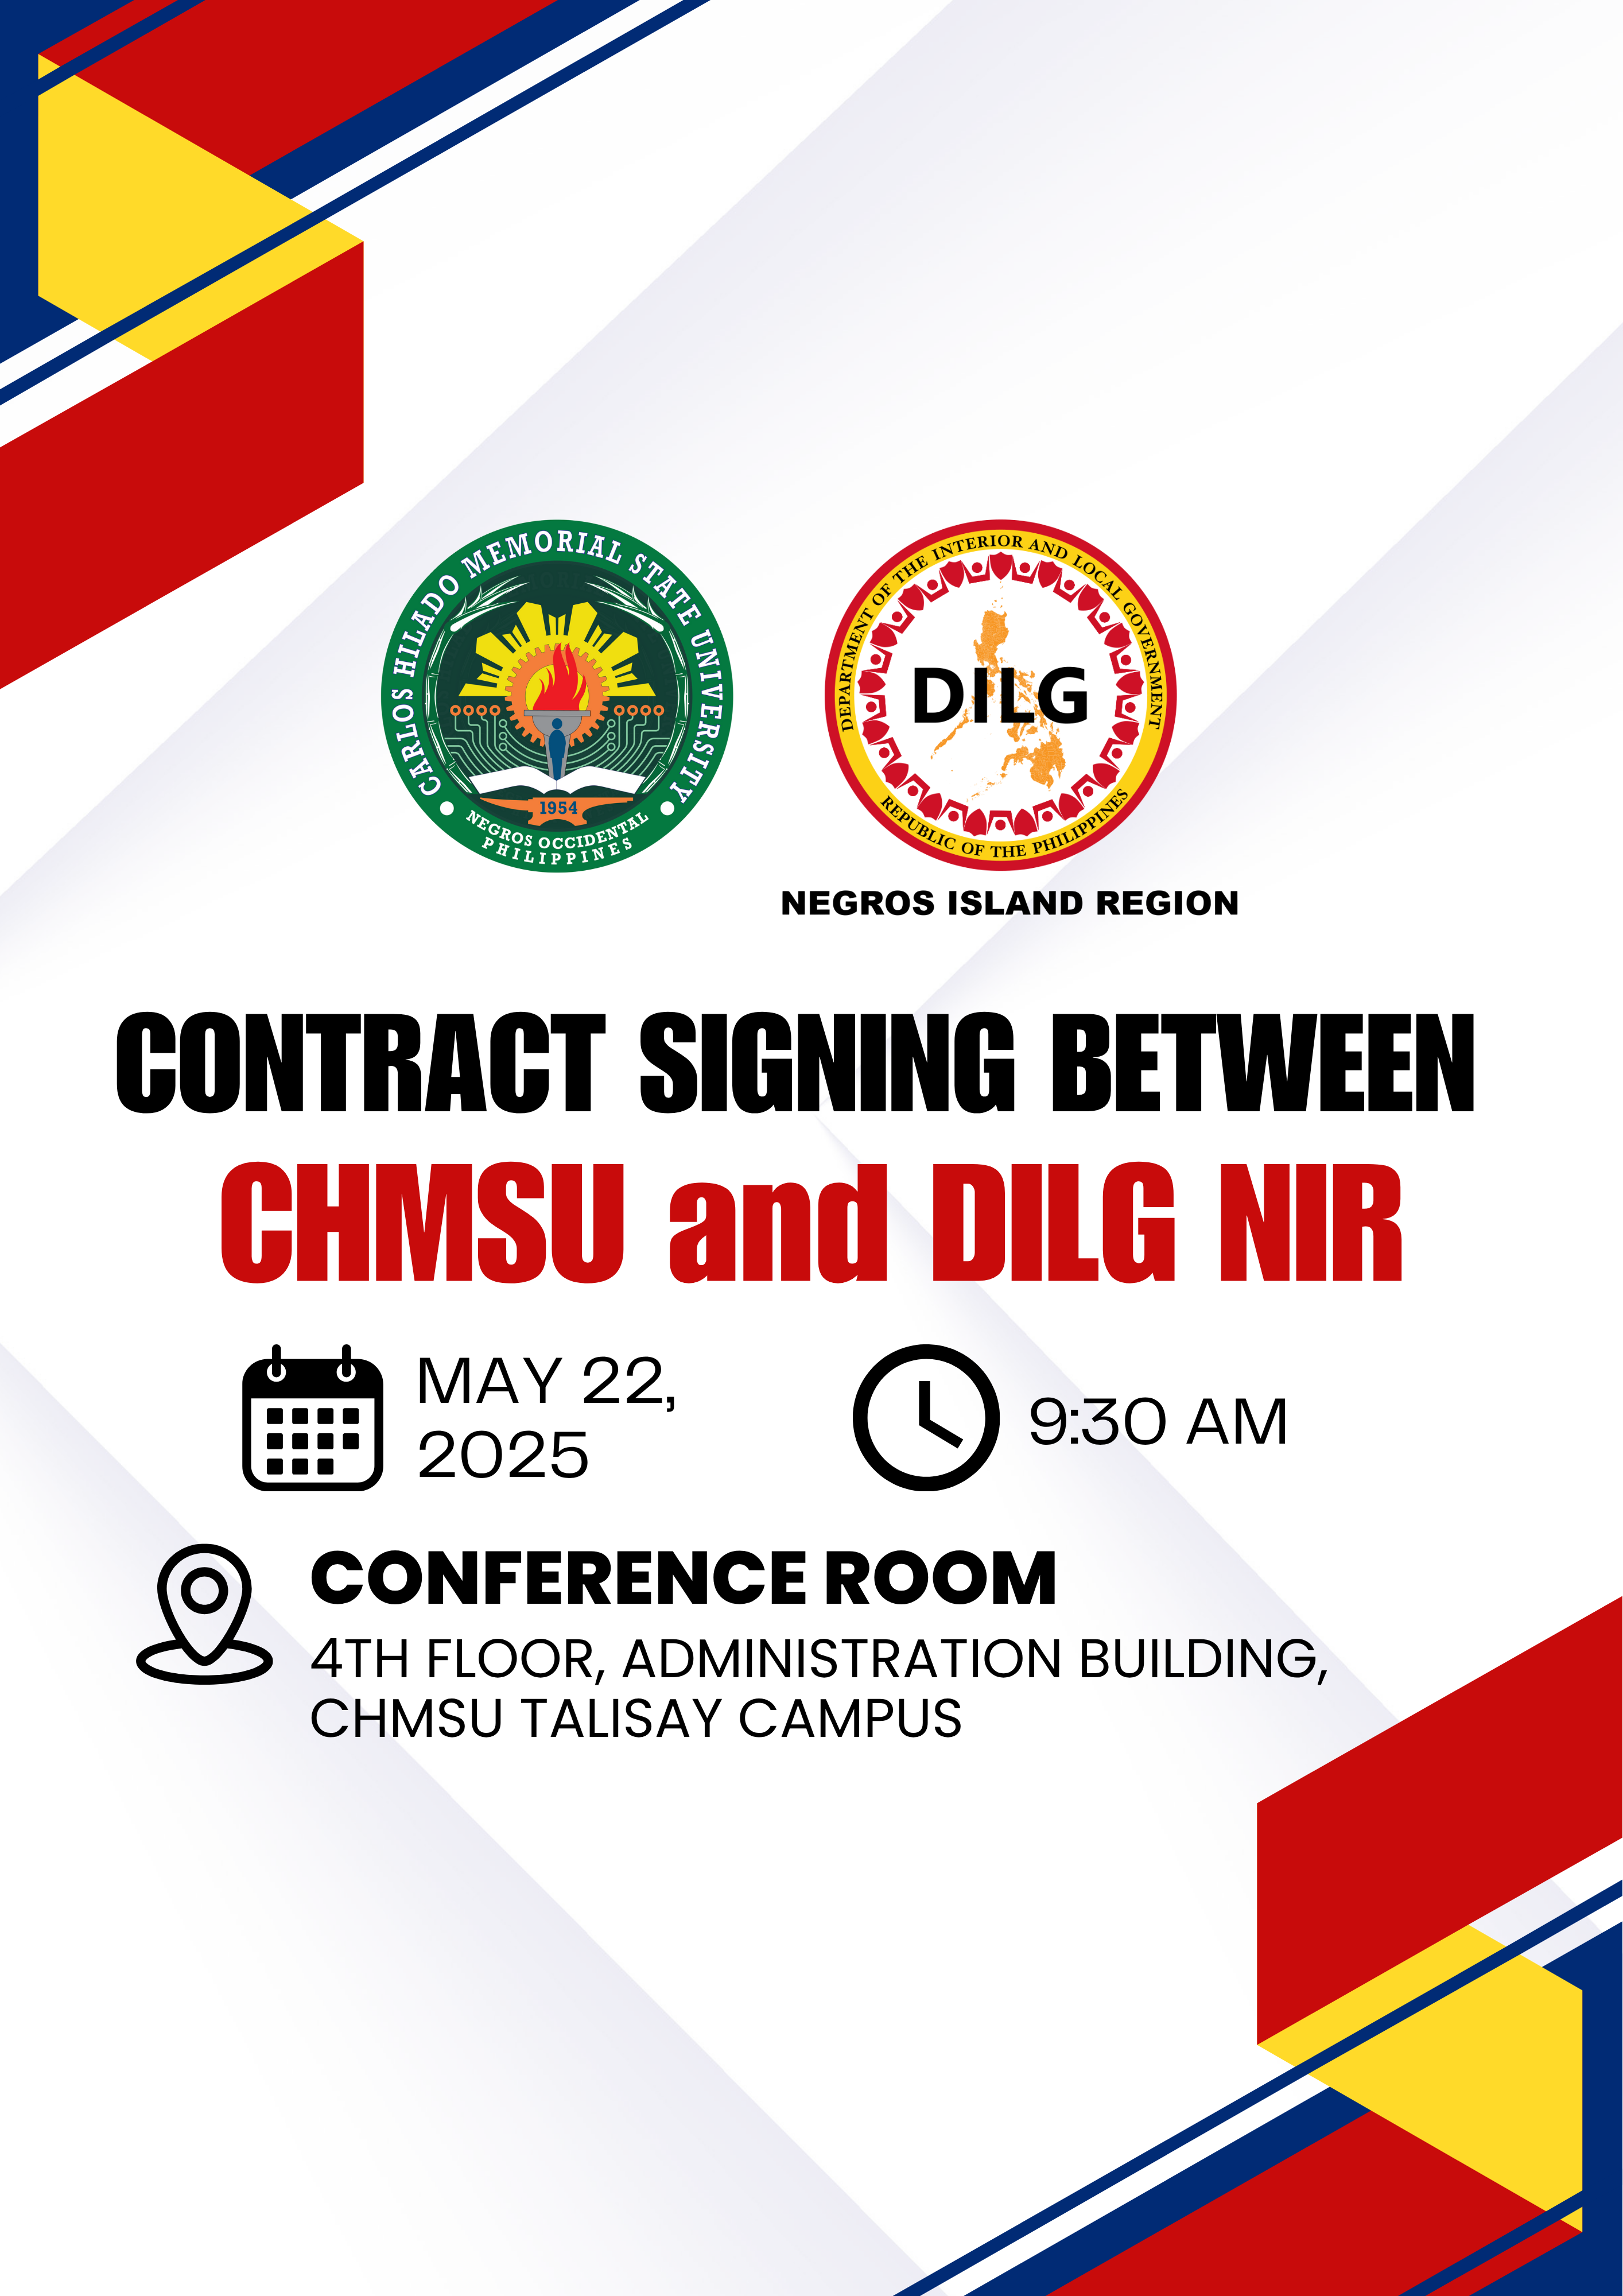 CARLOS HILADO MEMORIAL STATE UNIVERSITY
1954
NEGROS OCCIDENTAL
PHILIPPINES
DEPARTMENT OF THE INTERIOR AND LOCAL GOVERNMENT
DILG
REPUBLIC OF THE PHILIPPINES
NEGROS ISLAND REGION
CONTRACT SIGNING BETWEEN
CHMSU and DILG NIR
MAY 22,
2025
9:30 AM
CONFERENCE ROOM
4TH FLOOR, ADMINISTRATION BUILDING,
CHMSU TALISAY CAMPUS